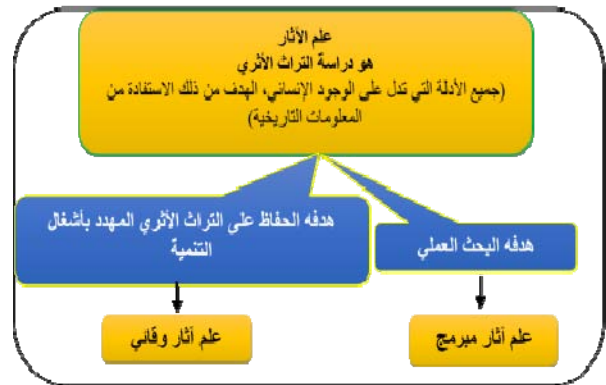 علم الآثار
هو دراسة التراث الأثري
(جميع الأدلة التي تدل على الوجود الإنساني، الهدف من ذلك الاستفادة من
المعلومات التاريخية)
هدفه البحث العملي
هدفه الحفاظ على التراث الأثري المهدد بأشغال
التنمية
علم آثار مبرمج
علم آثار وقائي